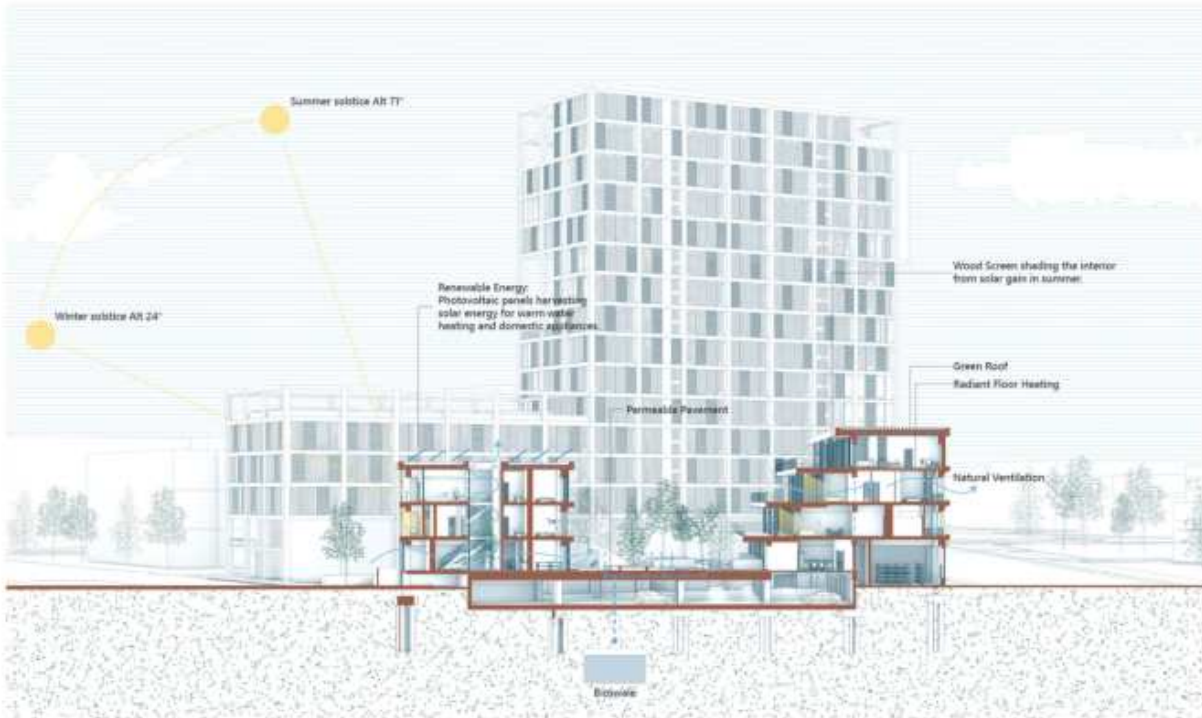 Summer solstice Alt 71°
Wood Screen shading the interior
from solar gain in summer.
Renewable Energy:
Photovoltaic panels harvesting
solar energy for warm water
heating and domestic appliances.
Winter solstice Alt 24°
Green Roof
Radiant Floor Heating
Permeable Pavement
Natural Ventilation
Bioswale